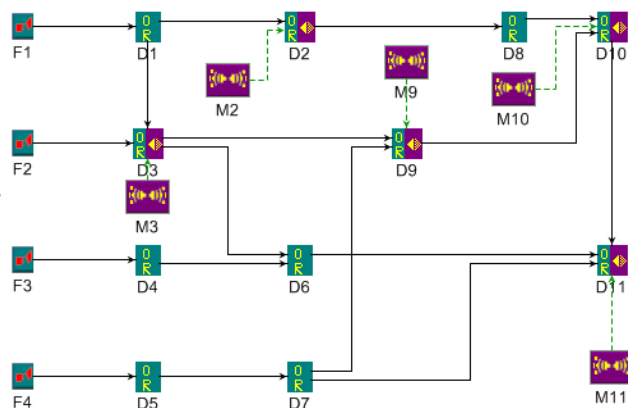 O R O R O R O R
F1 D1 D2 D8 D10
M2 M9 M10
O R O R
F2 D3 D9
M3
O R O R O R
F3 D4 D6 D11
O R O R
F4 D5 D7 M11